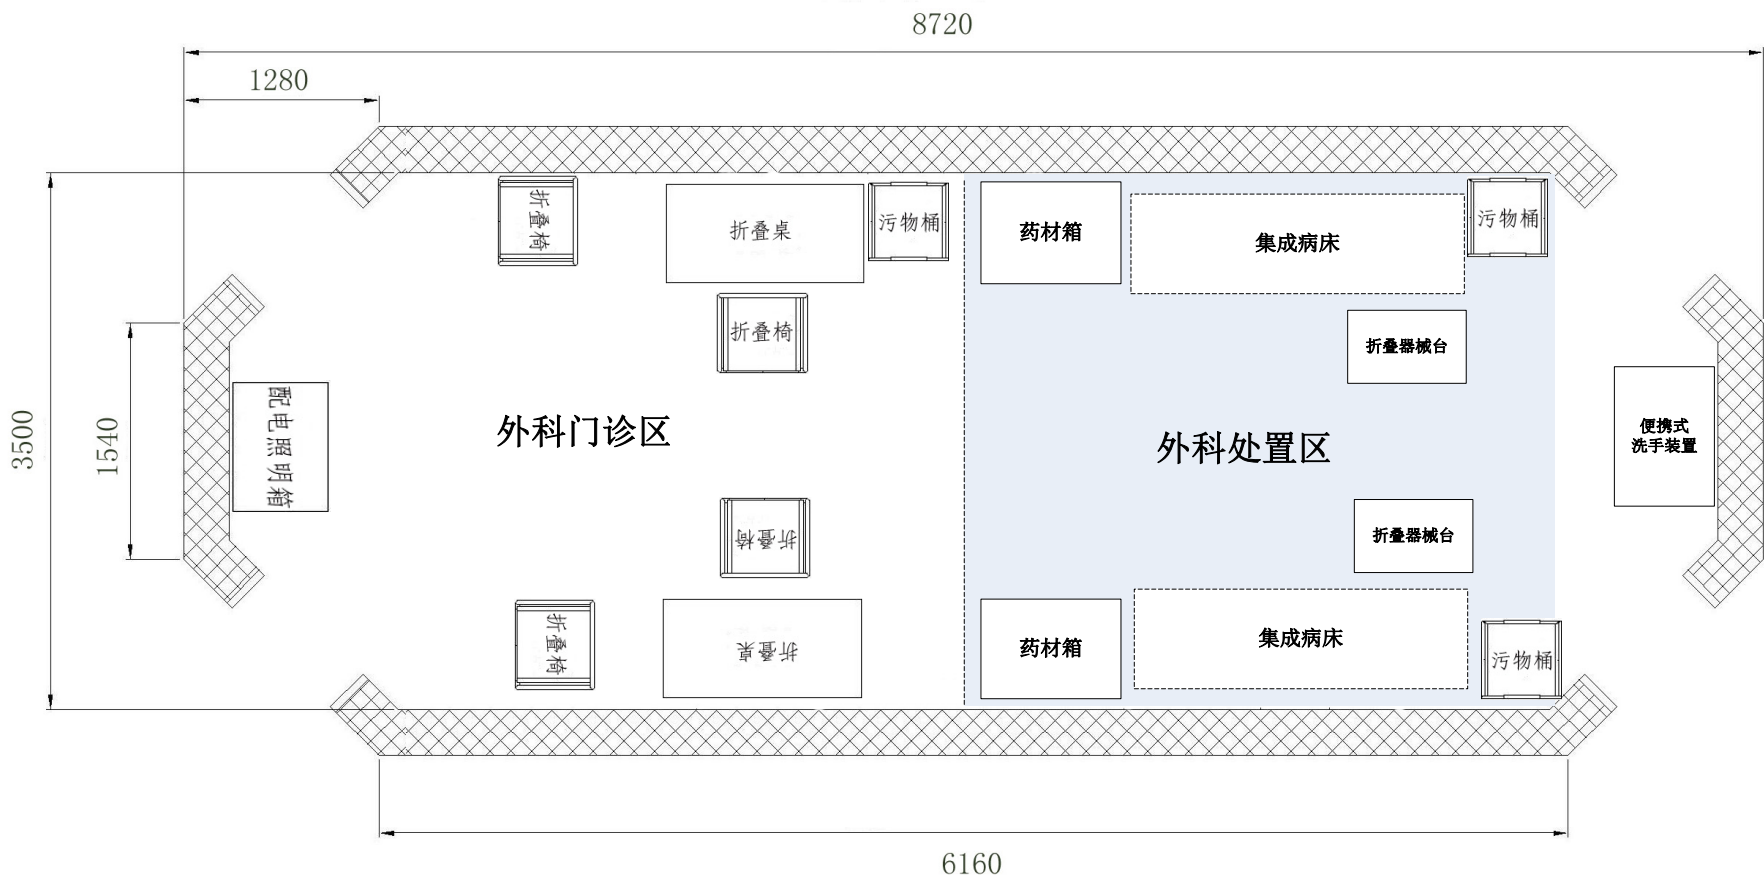 8720
1280
折叠椅
折叠桌
污物桶
药材箱
集成病床
污物桶
折叠椅
折叠器械台
配电照明箱
3500
1540
外科门诊区
外科处置区
便携式
洗手装置
折叠椅
折叠器械台
折叠椅
折叠桌
药材箱
集成病床
污物桶
6160